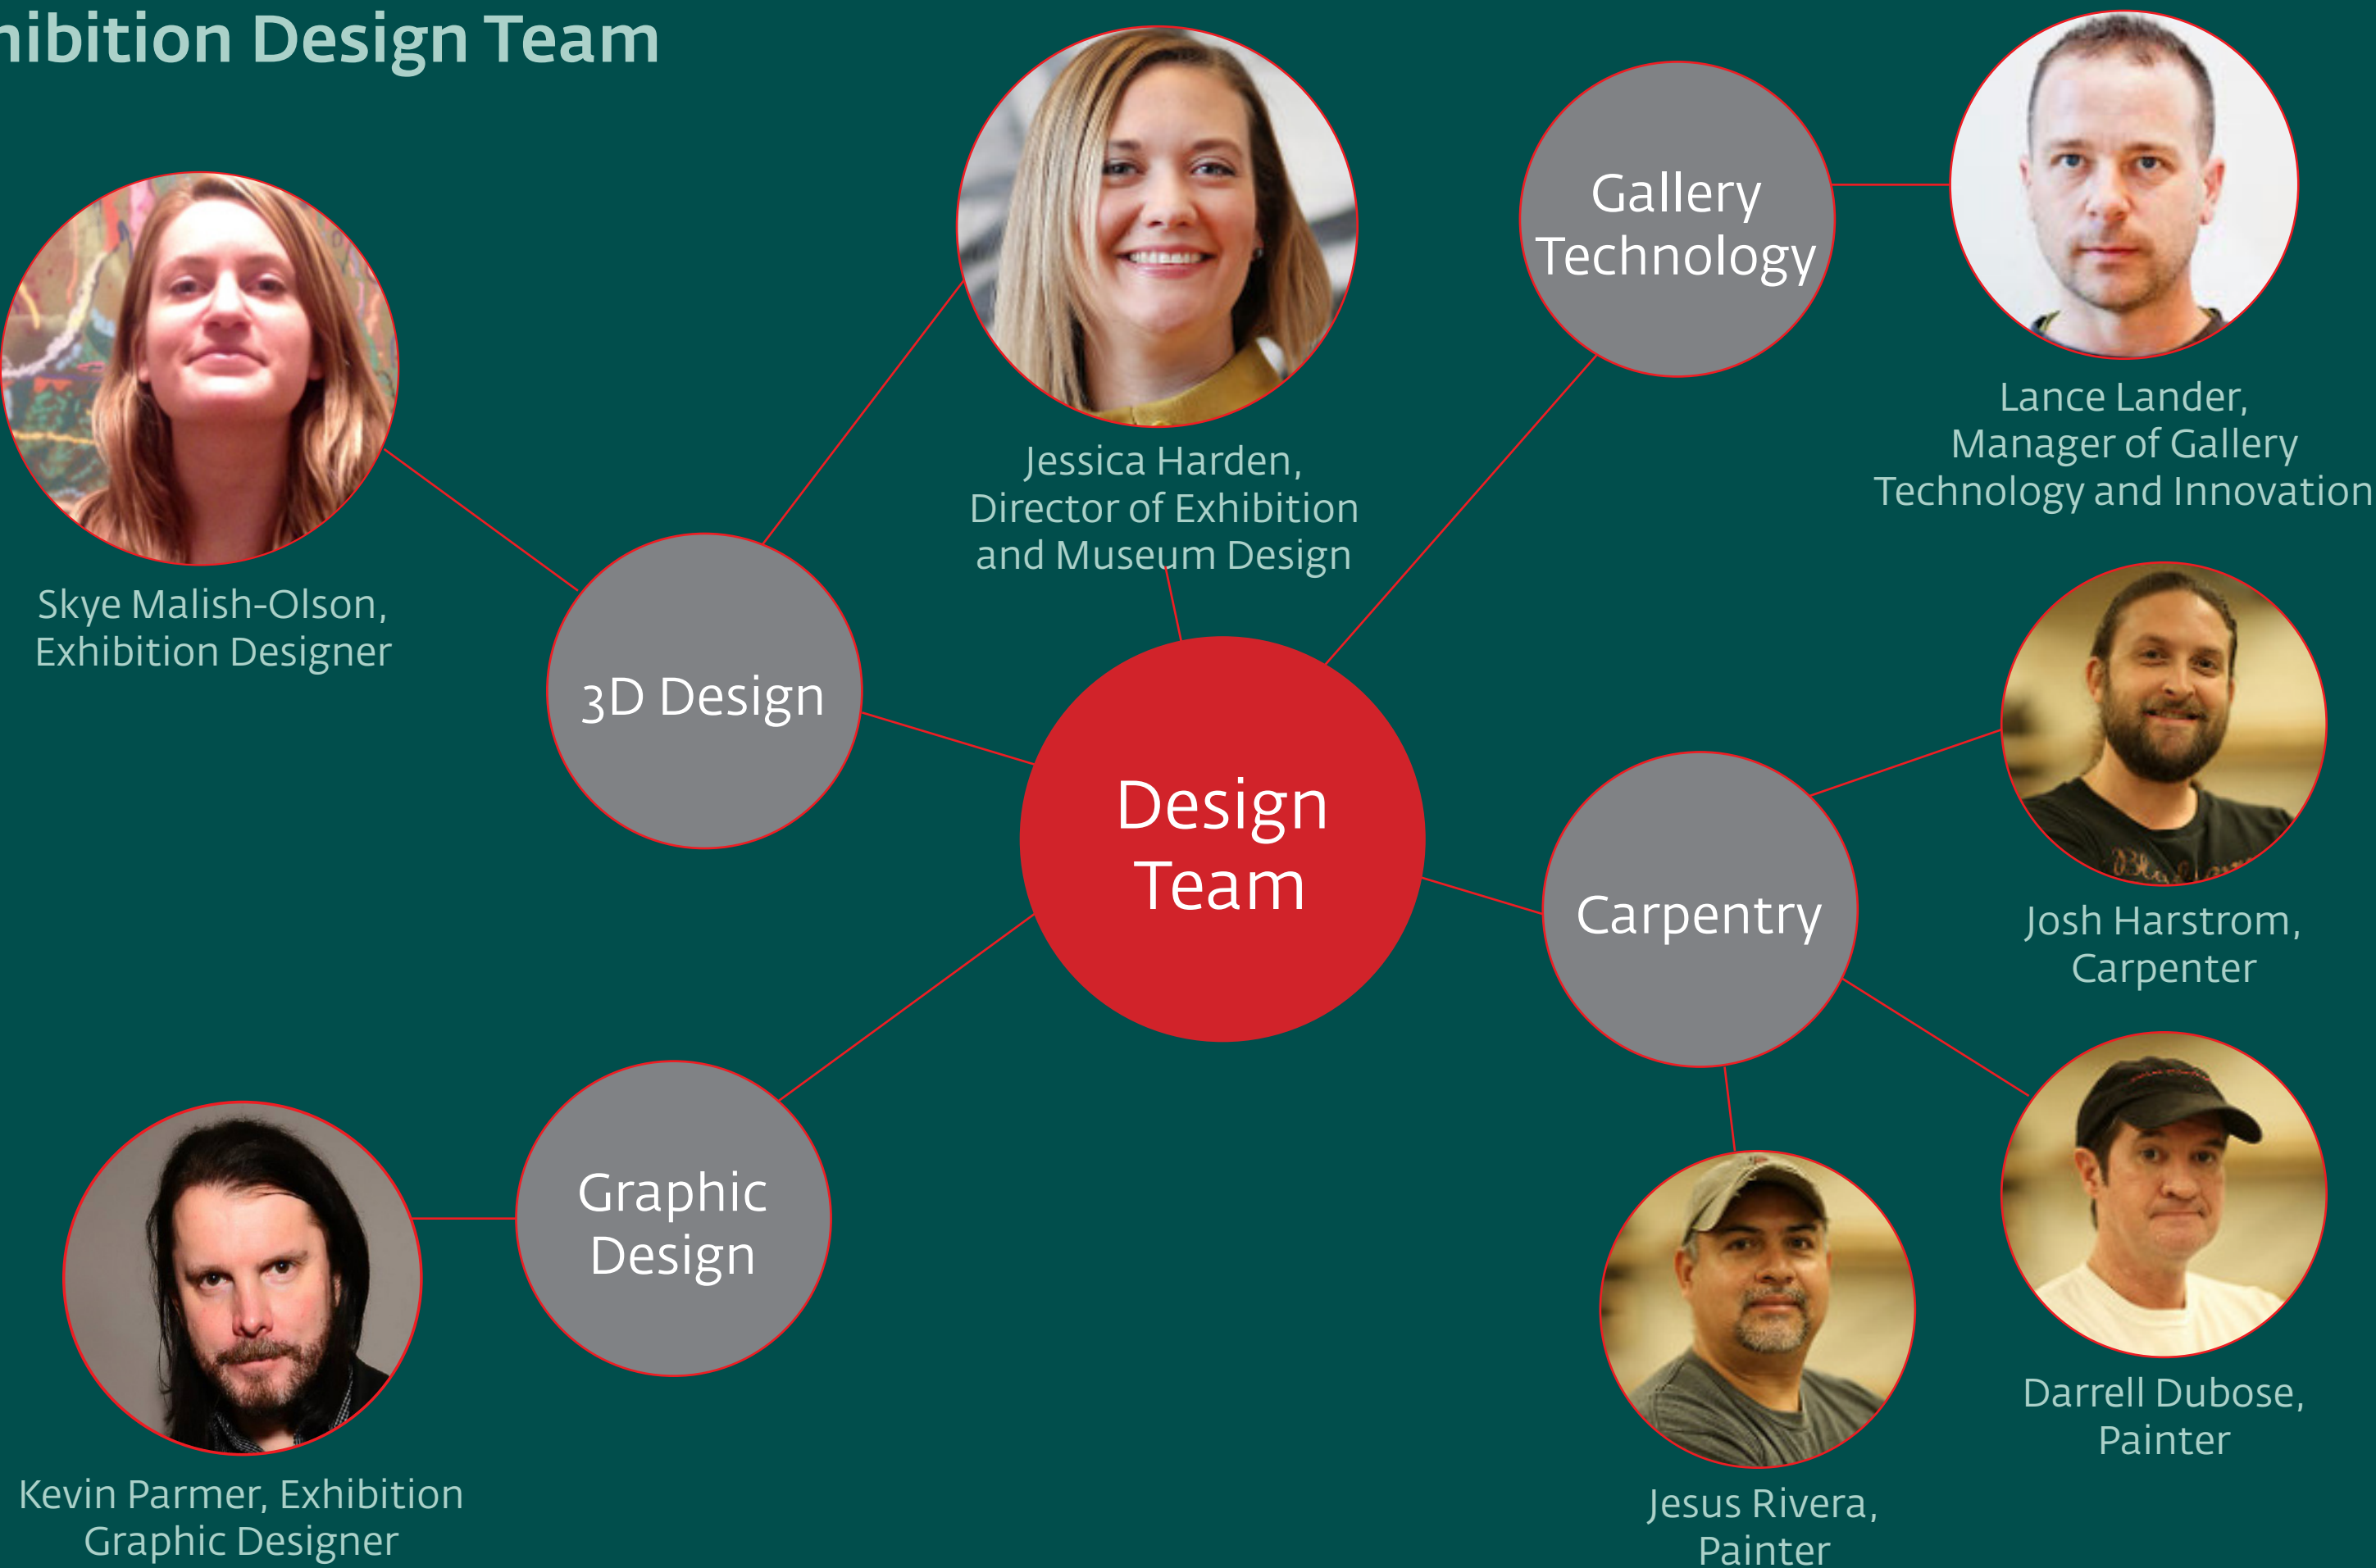 hibition Design Team
Gallery
Technology
Lance Lander,
Manager of Gallery
Technology and Innovation
Jessica Harden,
Director of Exhibition
and Museum Design
Skye Malish-Olson,
Exhibition Designer
3D Design
Design
Team
Carpentry
Josh Harstrom,
Carpenter
Graphic
Design
Darrell Dubose,
Painter
Kevin Parmer, Exhibition
Graphic Designer
Jesus Rivera,
Painter